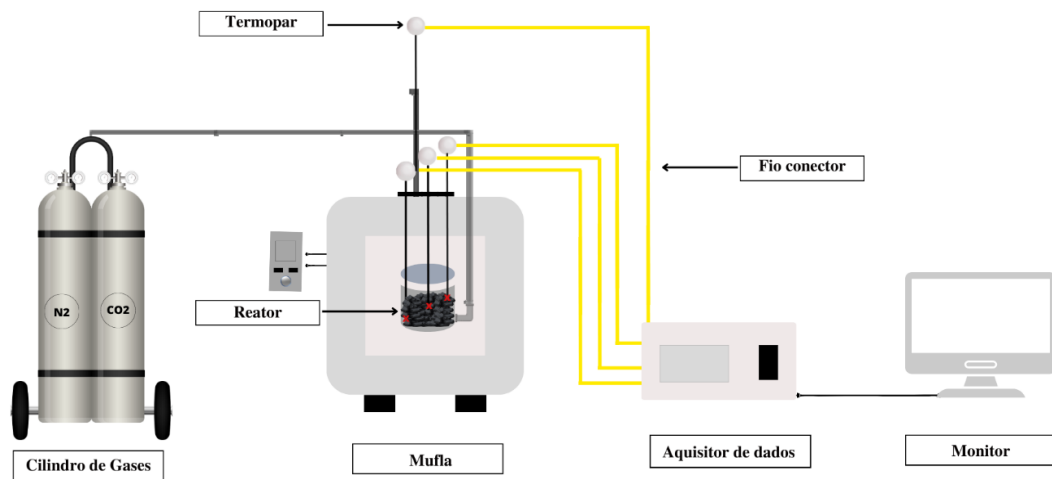 Termopar
Fio conector
N2
CO2
Reator
Cilindro de Gases
Mufla
Aquisitor de dados
Monitor